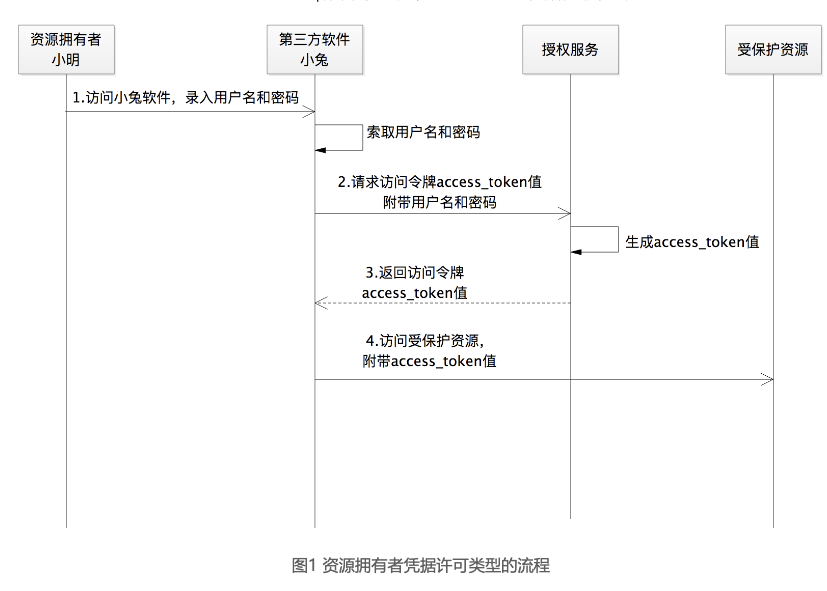 资源拥有者
小明
第三方软件
小兔
授权服务
受保护资源
1.访问小兔软件，录入用户名和密码
索取用户名和密码
2.请求访问令牌access_token值
附带用户名和密码
生成access_token值
3.返回访问令牌
access_token值
4.访问受保护资源，
附带access_token值
图1 资源拥有者凭据许可类型的流程